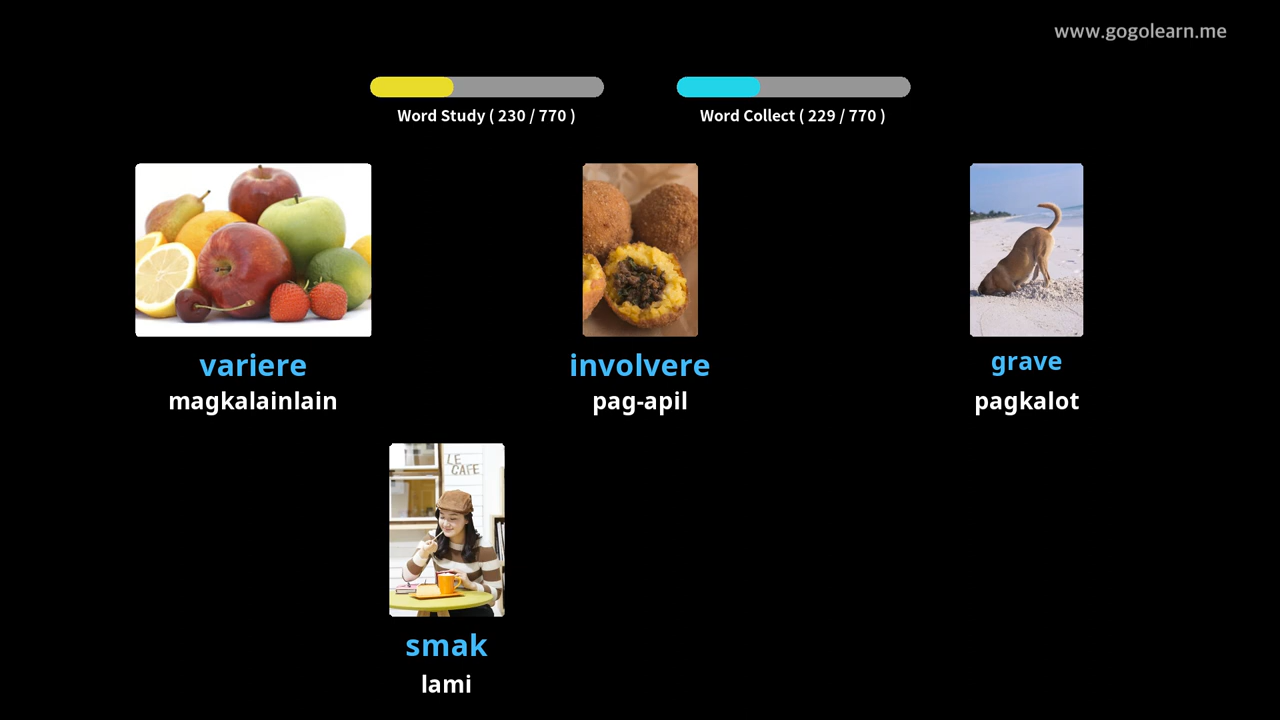 www.gogolearn.me
Word Study ( 230 / 770 )
Word Collect ( 229 / 770 )
variere
magkalainlain
involvere
pag-apil
grave
pagkalot
LE
CAFE
smak
lami